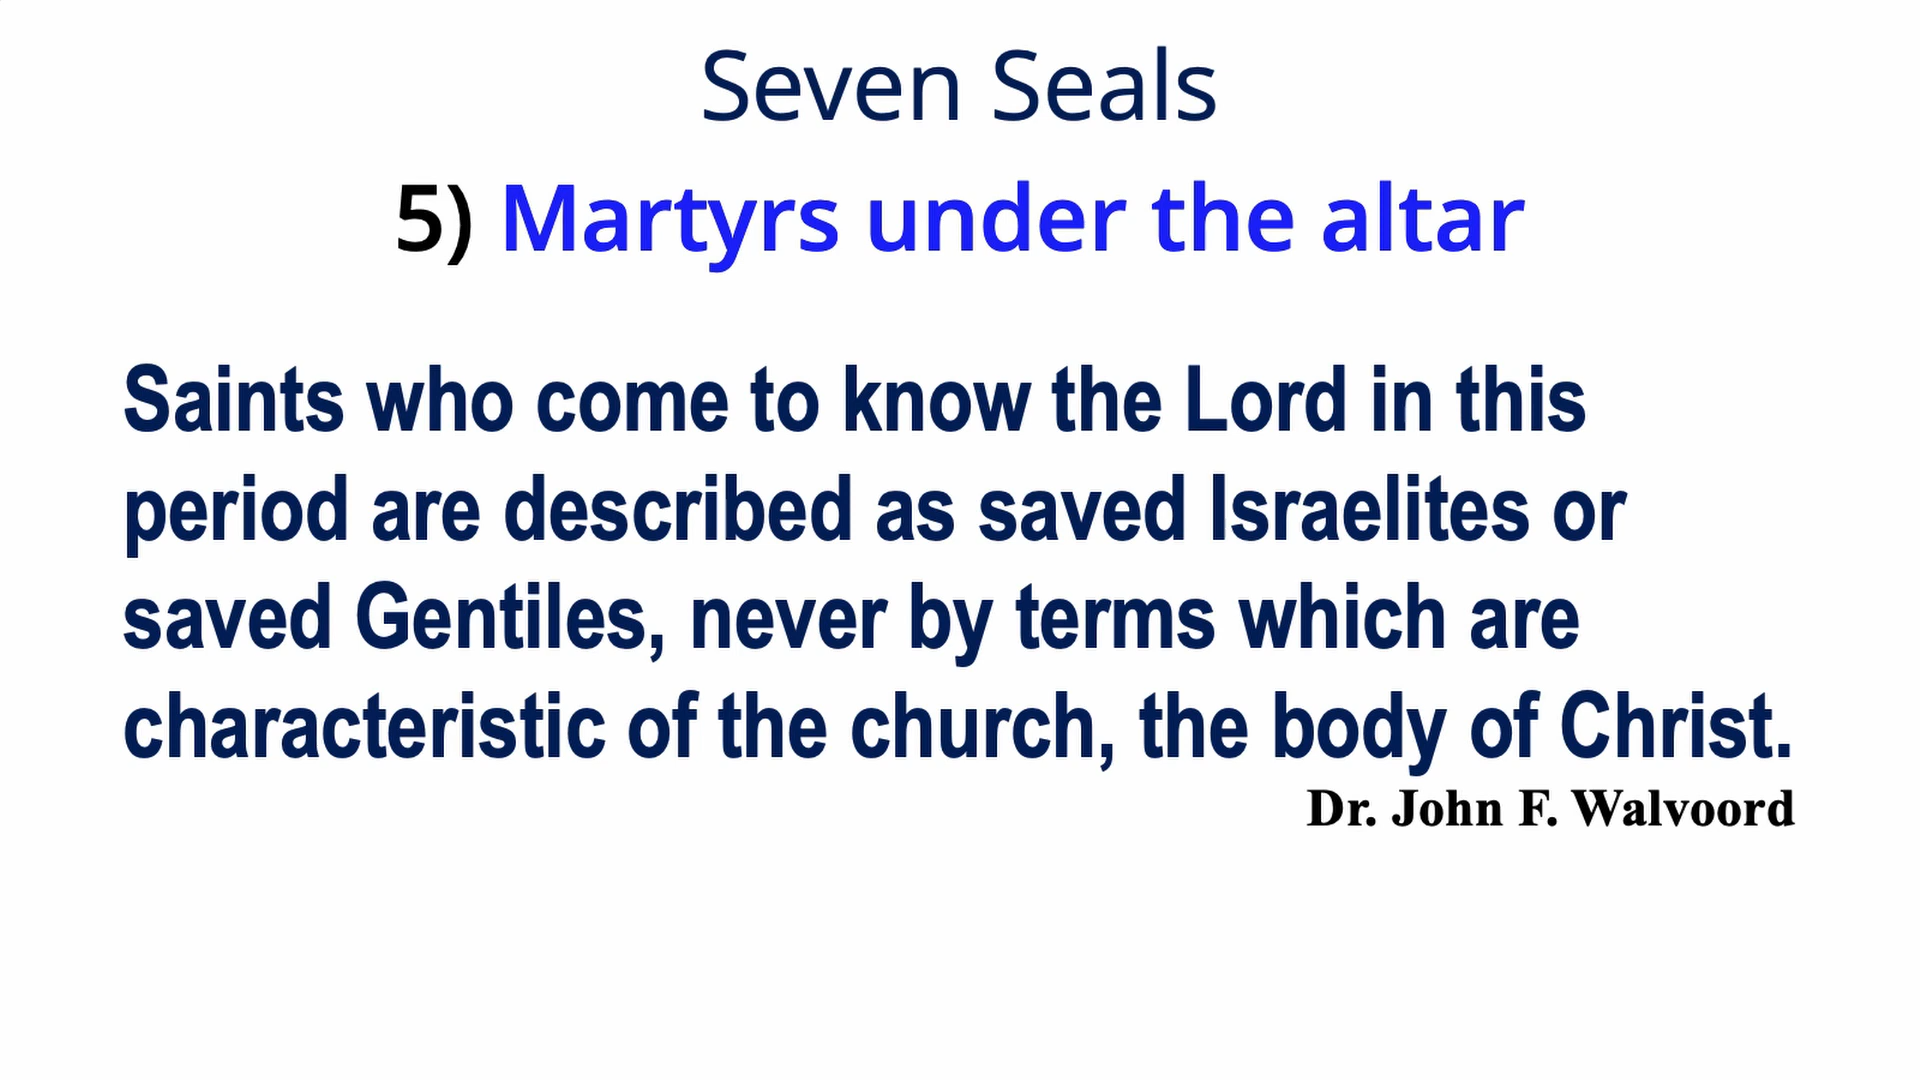 Seven Seals
5) Martyrs under the altar
Saints who come to know the Lord in this
period are described as saved Israelites or
saved Gentiles, never by terms which are
characteristic of the church, the body of Christ.
Dr. John F. Walvoord